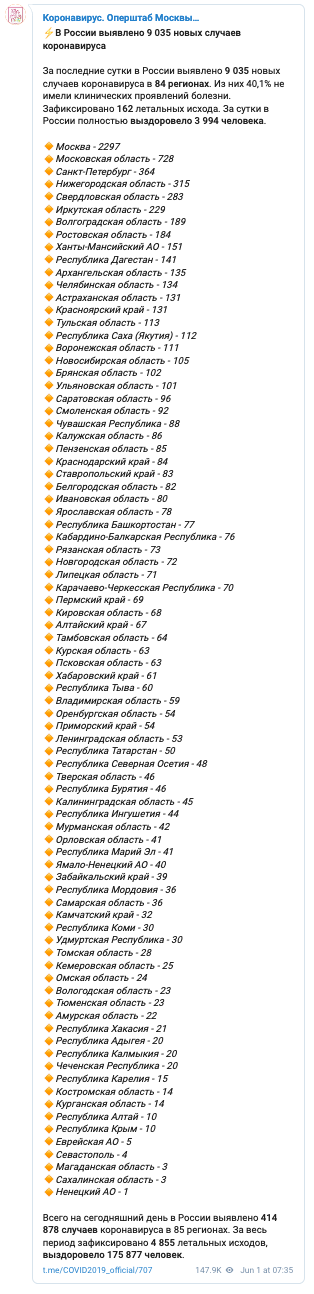 Коронавирус. Оперштаб Москвы...
⚡В России выявлено 9 035 новых случаев
коронавируса
За последние сутки в России выявлено 9 035 новых
случаев коронавируса в 84 регионах. Из них 40,1% не
имели клинических проявлений болезни.
Зафиксировано 162 летальных исхода. За сутки в
России полностью выздоровело 3 994 человека.
🔸Москва - 2297
🔸Московская область - 728
🔸Санкт-Петербург - 364
🔸Нижегородская область - 315
🔸Свердловская область - 283
🔸Иркутская область - 229
🔸Волгоградская область - 189
🔸Ростовская область - 184
🔸Ханты-Мансийский АО - 151
🔸Республика Дагестан - 141
🔸Архангельская область - 135
🔸Челябинская область - 134
🔸Астраханская область - 131
🔸Красноярский край - 131
🔸Тульская область - 113
🔸Республика Саха (Якутия) - 112
🔸Воронежская область - 111
🔸Новосибирская область - 105
🔸Брянская область - 102
🔸Ульяновская область - 101
🔸Саратовская область - 96
🔸Смоленская область - 92
🔸Чувашская Республика - 88
🔸Калужская область - 86
🔸Пензенская область - 85
🔸Краснодарский край - 84
🔸Ставропольский край - 83
🔸Белгородская область - 82
🔸Ивановская область - 80
🔸Ярославская область - 78
🔸Республика Башкортостан - 77
🔸Кабардино-Балкарская Республика - 76
🔸Рязанская область - 73
🔸Новгородская область - 72
🔸Липецкая область - 71
🔸Карачаево-Черкесская Республика - 70
🔸Пермский край - 69
🔸Кировская область - 68
🔸Алтайский край - 67
🔸Тамбовская область - 64
🔸Курская область - 63
🔸Псковская область - 63
🔸Хабаровский край - 61
🔸Республика Тыва - 60
🔸Владимирская область - 59
🔸Оренбургская область - 54
🔸Приморский край - 54
🔸Ленинградская область - 53
🔸Республика Татарстан - 50
🔸Республика Северная Осетия - 48
🔸Тверская область - 46
🔸Республика Бурятия - 46
🔸Калининградская область - 45
🔸Республика Ингушетия - 44
🔸Мурманская область - 42
🔸Орловская область - 41
🔸Республика Марий Эл - 41
🔸Ямало-Ненецкий АО - 40
🔸Забайкальский край - 39
🔸Республика Мордовия - 36
🔸Самарская область - 36
🔸Камчатский край - 32
🔸Республика Коми - 30
🔸Удмуртская Республика - 30
🔸Томская область - 28
🔸Кемеровская область - 25
🔸Омская область - 24
🔸Вологодская область - 23
🔸Тюменская область - 23
🔸Амурская область - 22
🔸Республика Хакасия - 21
🔸Республика Адыгея - 20
🔸Республика Калмыкия - 20
🔸Чеченская Республика - 20
🔸Республика Карелия - 15
🔸Костромская область - 14
🔸Курганская область - 14
🔸Республика Алтай - 10
🔸Республика Крым - 10
🔸Еврейская АО - 5
🔸Севастополь - 4
🔸Магаданская область - 3
🔸Сахалинская область - 3
🔸Ненецкий АО - 1
Всего на сегодняшний день в России выявлено 414
878 случаев коронавируса в 85 регионах. За весь
период зафиксировано 4 855 летальных исходов,
выздоровело 175 877 человек.
t.me/COVID2019_official/707 147.9K Jun 1 at 07:35